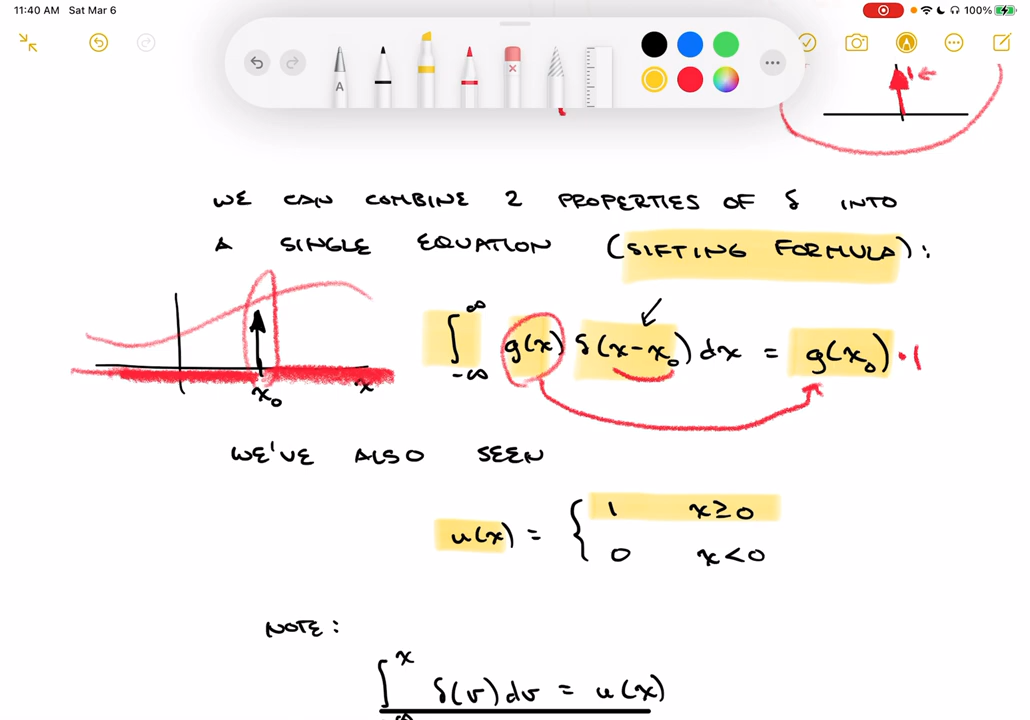 11:40 AM Sat Mar 6
100%
A
1
WE CAN COMBINE 2 PROPERTIES OF δ INTO
A SINGLE EQUATION (SIFTING FORMULA):
∫_{-∞}^{∞} g(x) δ(x-x₀) dx = g(x₀) · 1
x₀ x
WE'VE ALSO SEEN
u(x) = { 1 x ≥ 0
0 x < 0
NOTE:
∫_{-∞}^{x} δ(v) dv = u(x)